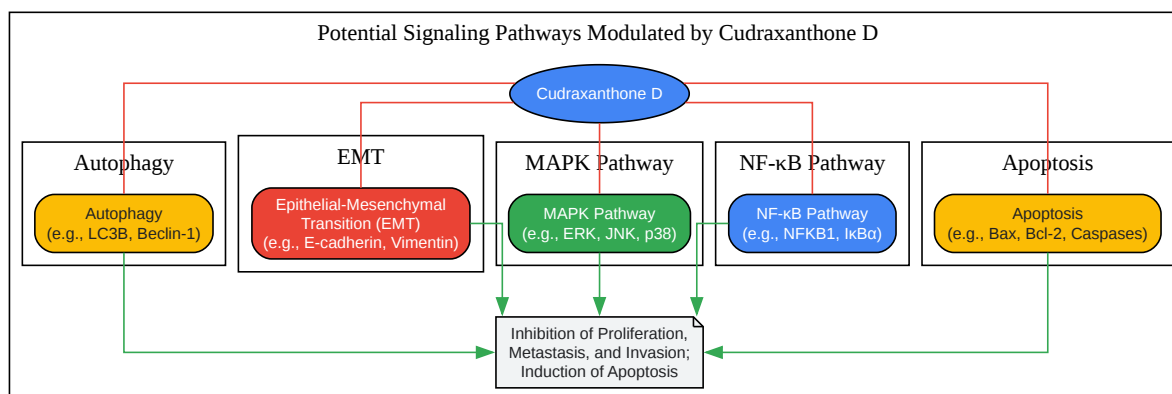 Potential Signaling Pathways Modulated by Cudraxanthone D
Cudraxanthone D
Autophagy
Autophagy
(e.g., LC3B, Beclin-1)
EMT
Epithelial-Mesenchymal
Transition (EMT)
(e.g., E-cadherin, Vimentin)
MAPK Pathway
MAPK Pathway
(e.g., ERK, JNK, p38)
NF-κB Pathway
NF-κB Pathway
(e.g., NFKB1, IκBα)
Apoptosis
Apoptosis
(e.g., Bax, Bcl-2, Caspases)
Inhibition of Proliferation,
Metastasis, and Invasion;
Induction of Apoptosis